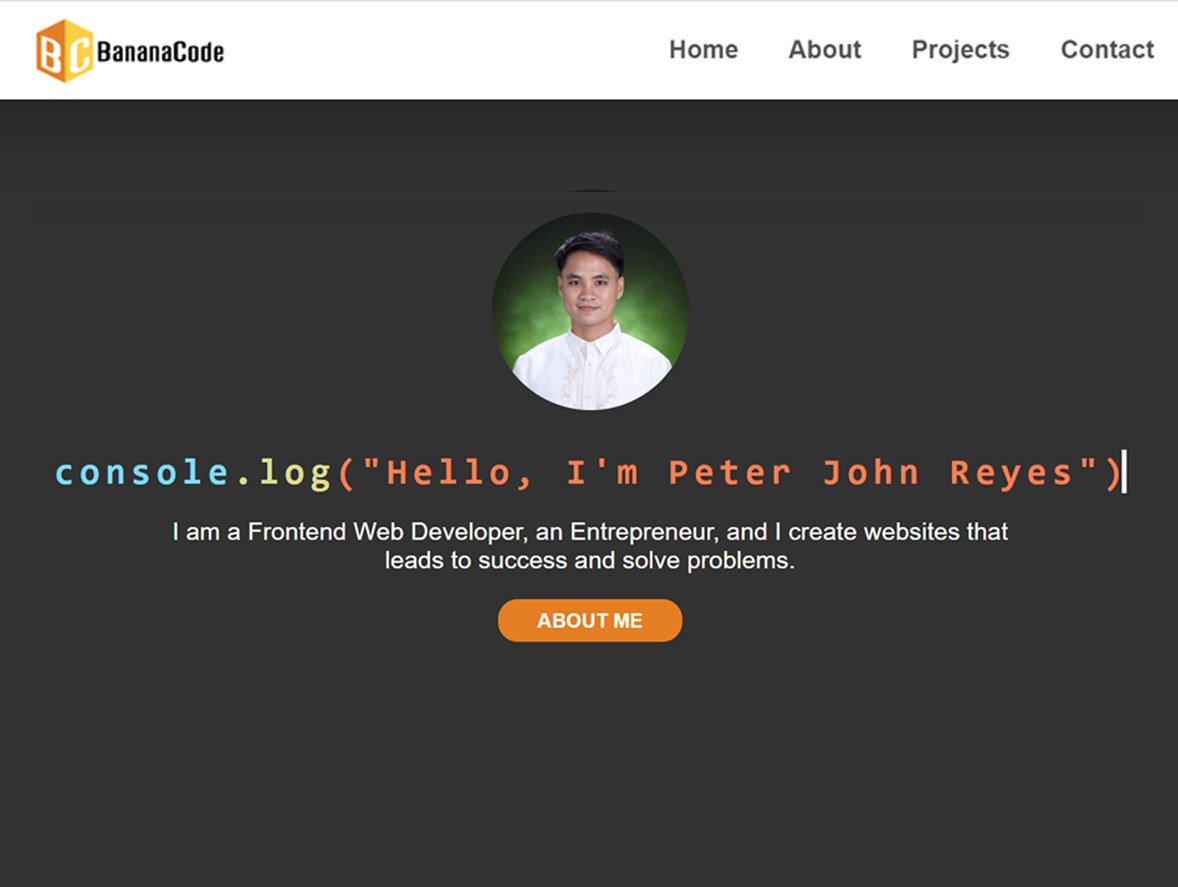 BC BananaCode
Home About Projects Contact
console.log("Hello, I'm Peter John Reyes")
I am a Frontend Web Developer, an Entrepreneur, and I create websites that
leads to success and solve problems.
ABOUT ME